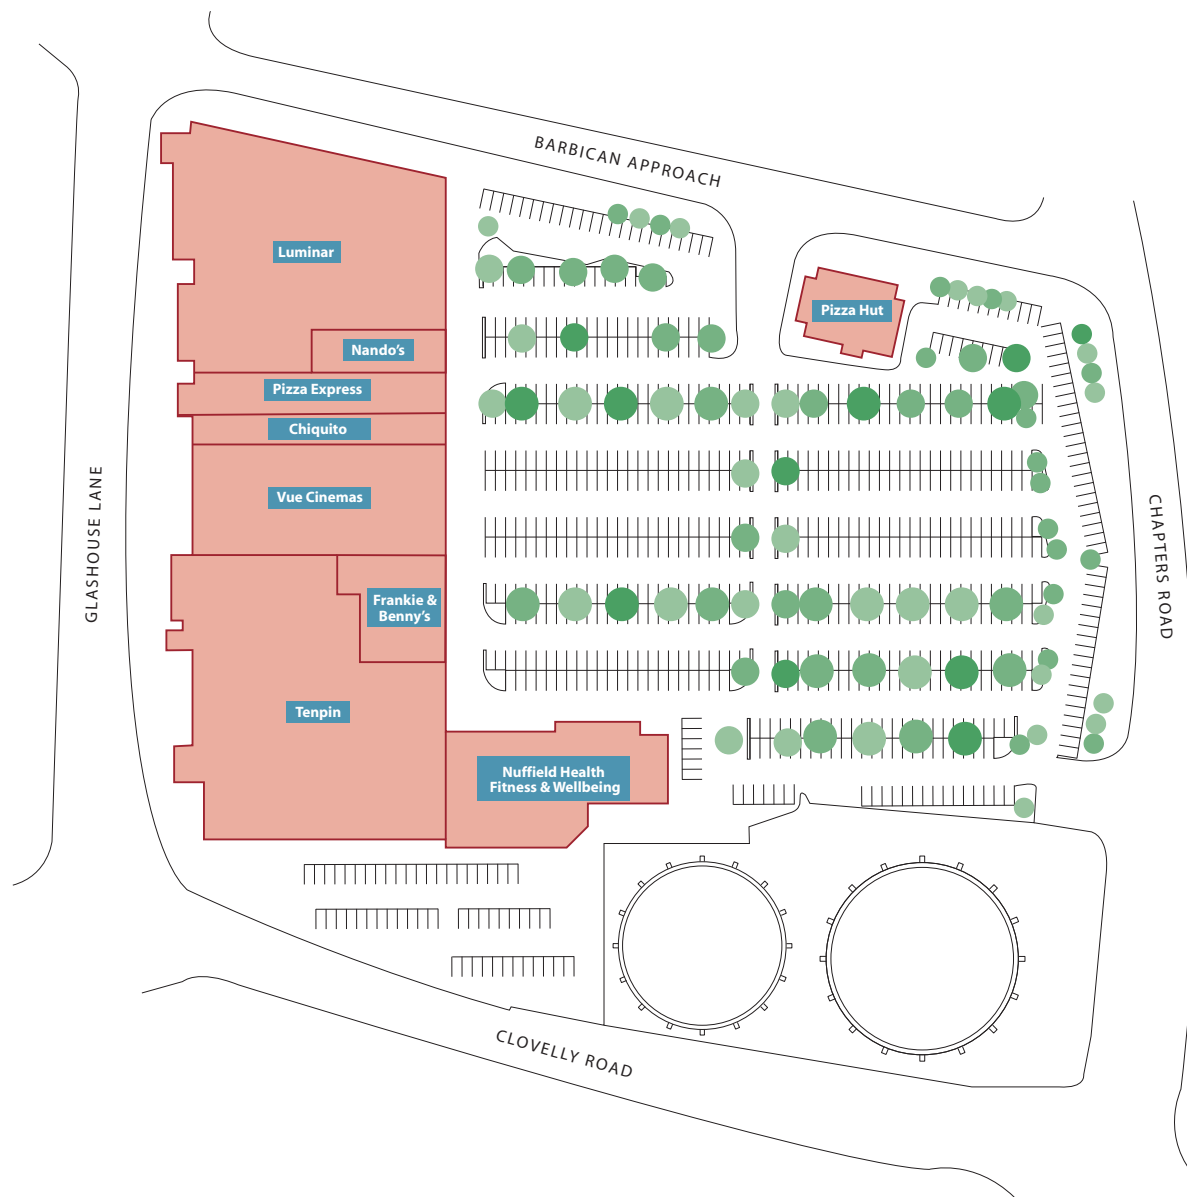 BARBICAN APPROACH
Luminar
Pizza Hut
Nando's
Pizza Express
Chiquito
Vue Cinemas
GLASHOUSE LANE
CHAPTERS ROAD
Frankie &
Benny's
Tenpin
Nuffield Health
Fitness & Wellbeing
CLOVELLY ROAD